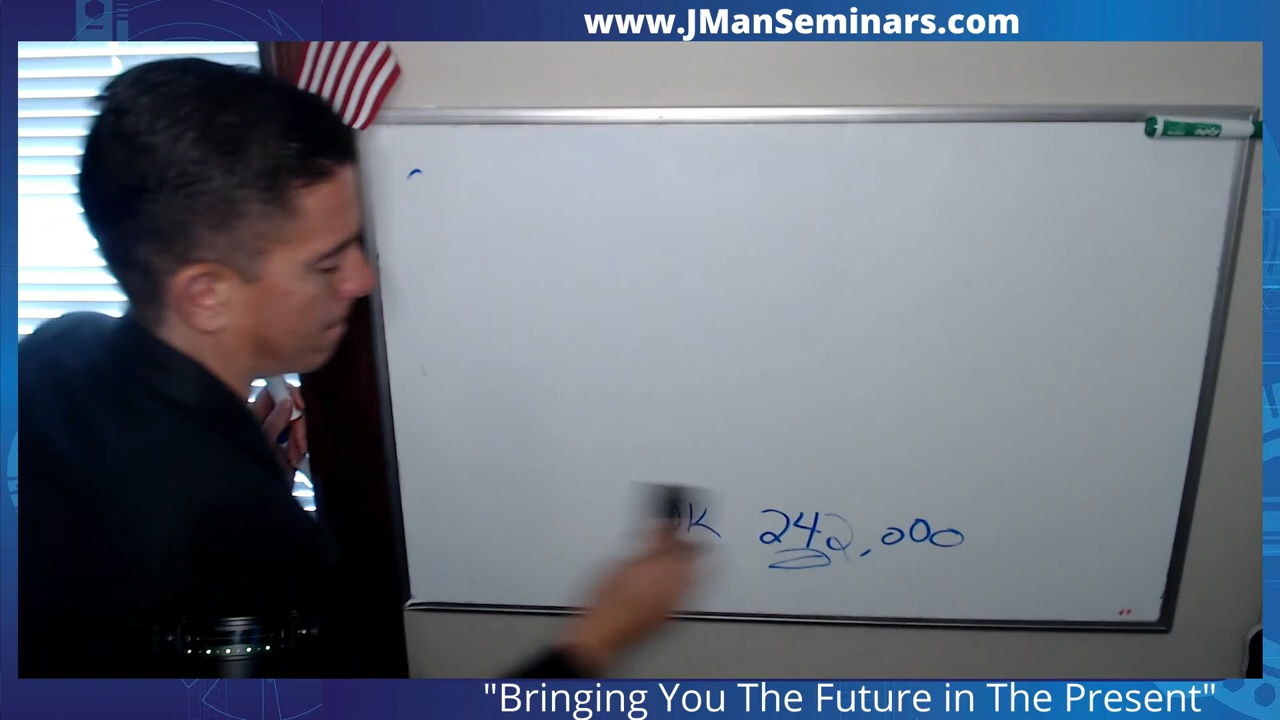 www.JManSeminars.com
K 242,000
"Bringing You The Future in The Present"